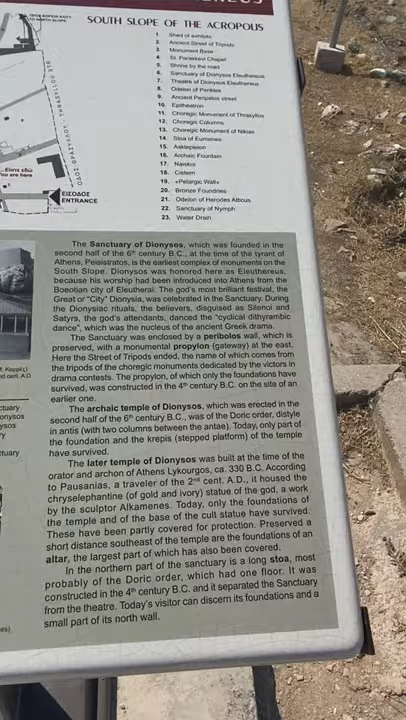 SOUTH SLOPE OF THE ACROPOLIS
TO NORTH SLOPE
1. Shed of exhibits
2. Ancient Street of Tripods
3. Monument Base
4. St. Paraskevi Chapel
5. Shrine by the road
6. Sanctuary of Dionysos Eleuthereus
7. Theatre of Dionysos Eleuthereus
8. Odeion of Perikles
9. Ancient Peripatos street
10. Epitheatron
11. Choregic Monument of Thrasyllos
12. Choregic Columns
13. Choregic Monument of Nikias
14. Stoa of Eumenes
15. Asklepieion
16. Archaic Fountain
17. Naiskoi
18. Cistern
19. «Pelargic Wall»
20. Bronze Foundries
21. Odeion of Herodes Atticus
22. Sanctuary of Nymph
23. Water Drain
ΟΔΟΣ ΘΡΑΣΥΛΛΟΥ - THRASYLLOU STR
Είστε εδώ
You are here
ΕΙΣΟΔΟΣ
ENTRANCE
The Sanctuary of Dionysos, which was founded in the
second half of the 6th century B.C., at the time of the tyrant of
Athens, Peisistratos, is the earliest complex of monuments on the
South Slope. Dionysos was honored here as Eleuthereus,
because his worship had been introduced into Athens from the
Boeotian city of Eleutherai. The god's most brilliant festival, the
Great or "City" Dionysia, was celebrated in the Sanctuary. During
the Dionysiac rituals, the believers, disguised as Silenoi and
Satyrs, the god's attendants, danced the "cyclical dithyrambic
dance", which was the nucleus of the ancient Greek drama.
The Sanctuary was enclosed by a peribolos wall, which is
preserved, with a monumental propylon (gateway) at the east.
Here the Street of Tripods ended, the name of which comes from
the tripods of the choregic monuments dedicated by the victors in
drama contests. The propylon, of which only the foundations have
survived, was constructed in the 4th century B.C. on the site of an
earlier one.
The archaic temple of Dionysos, which was erected in the
second half of the 6th century B.C., was of the Doric order, distyle
in antis (with two columns between the antae). Today, only part of
the foundation and the krepis (stepped platform) of the temple
have survived.
The later temple of Dionysos was built at the time of the
orator and archon of Athens Lykourgos, ca. 330 B.C. According
to Pausanias, a traveler of the 2nd cent. A.D., it housed the
chryselephantine (of gold and ivory) statue of the god, a work
by the sculptor Alkamenes. Today, only the foundations of
the temple and of the base of the cult statue have survived.
These have been partly covered for protection. Preserved a
short distance southeast of the temple are the foundations of an
altar, the largest part of which has also been covered.
In the northern part of the sanctuary is a long stoa, most
probably of the Doric order, which had one floor. It was
constructed in the 4th century B.C. and it separated the Sanctuary
from the theatre. Today's visitor can discern its foundations and a
small part of its north wall.